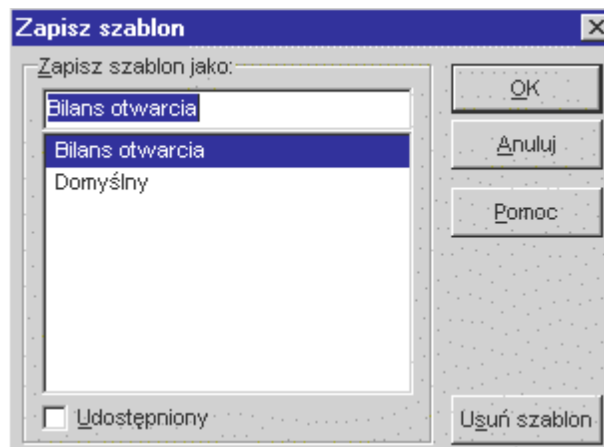 Zapisz szablon
Zapisz szablon jako:
Bilans otwarcia
Bilans otwarcia
Domyślny
Udostępniony
OK
Anuluj
Pomoc
Usuń szablon